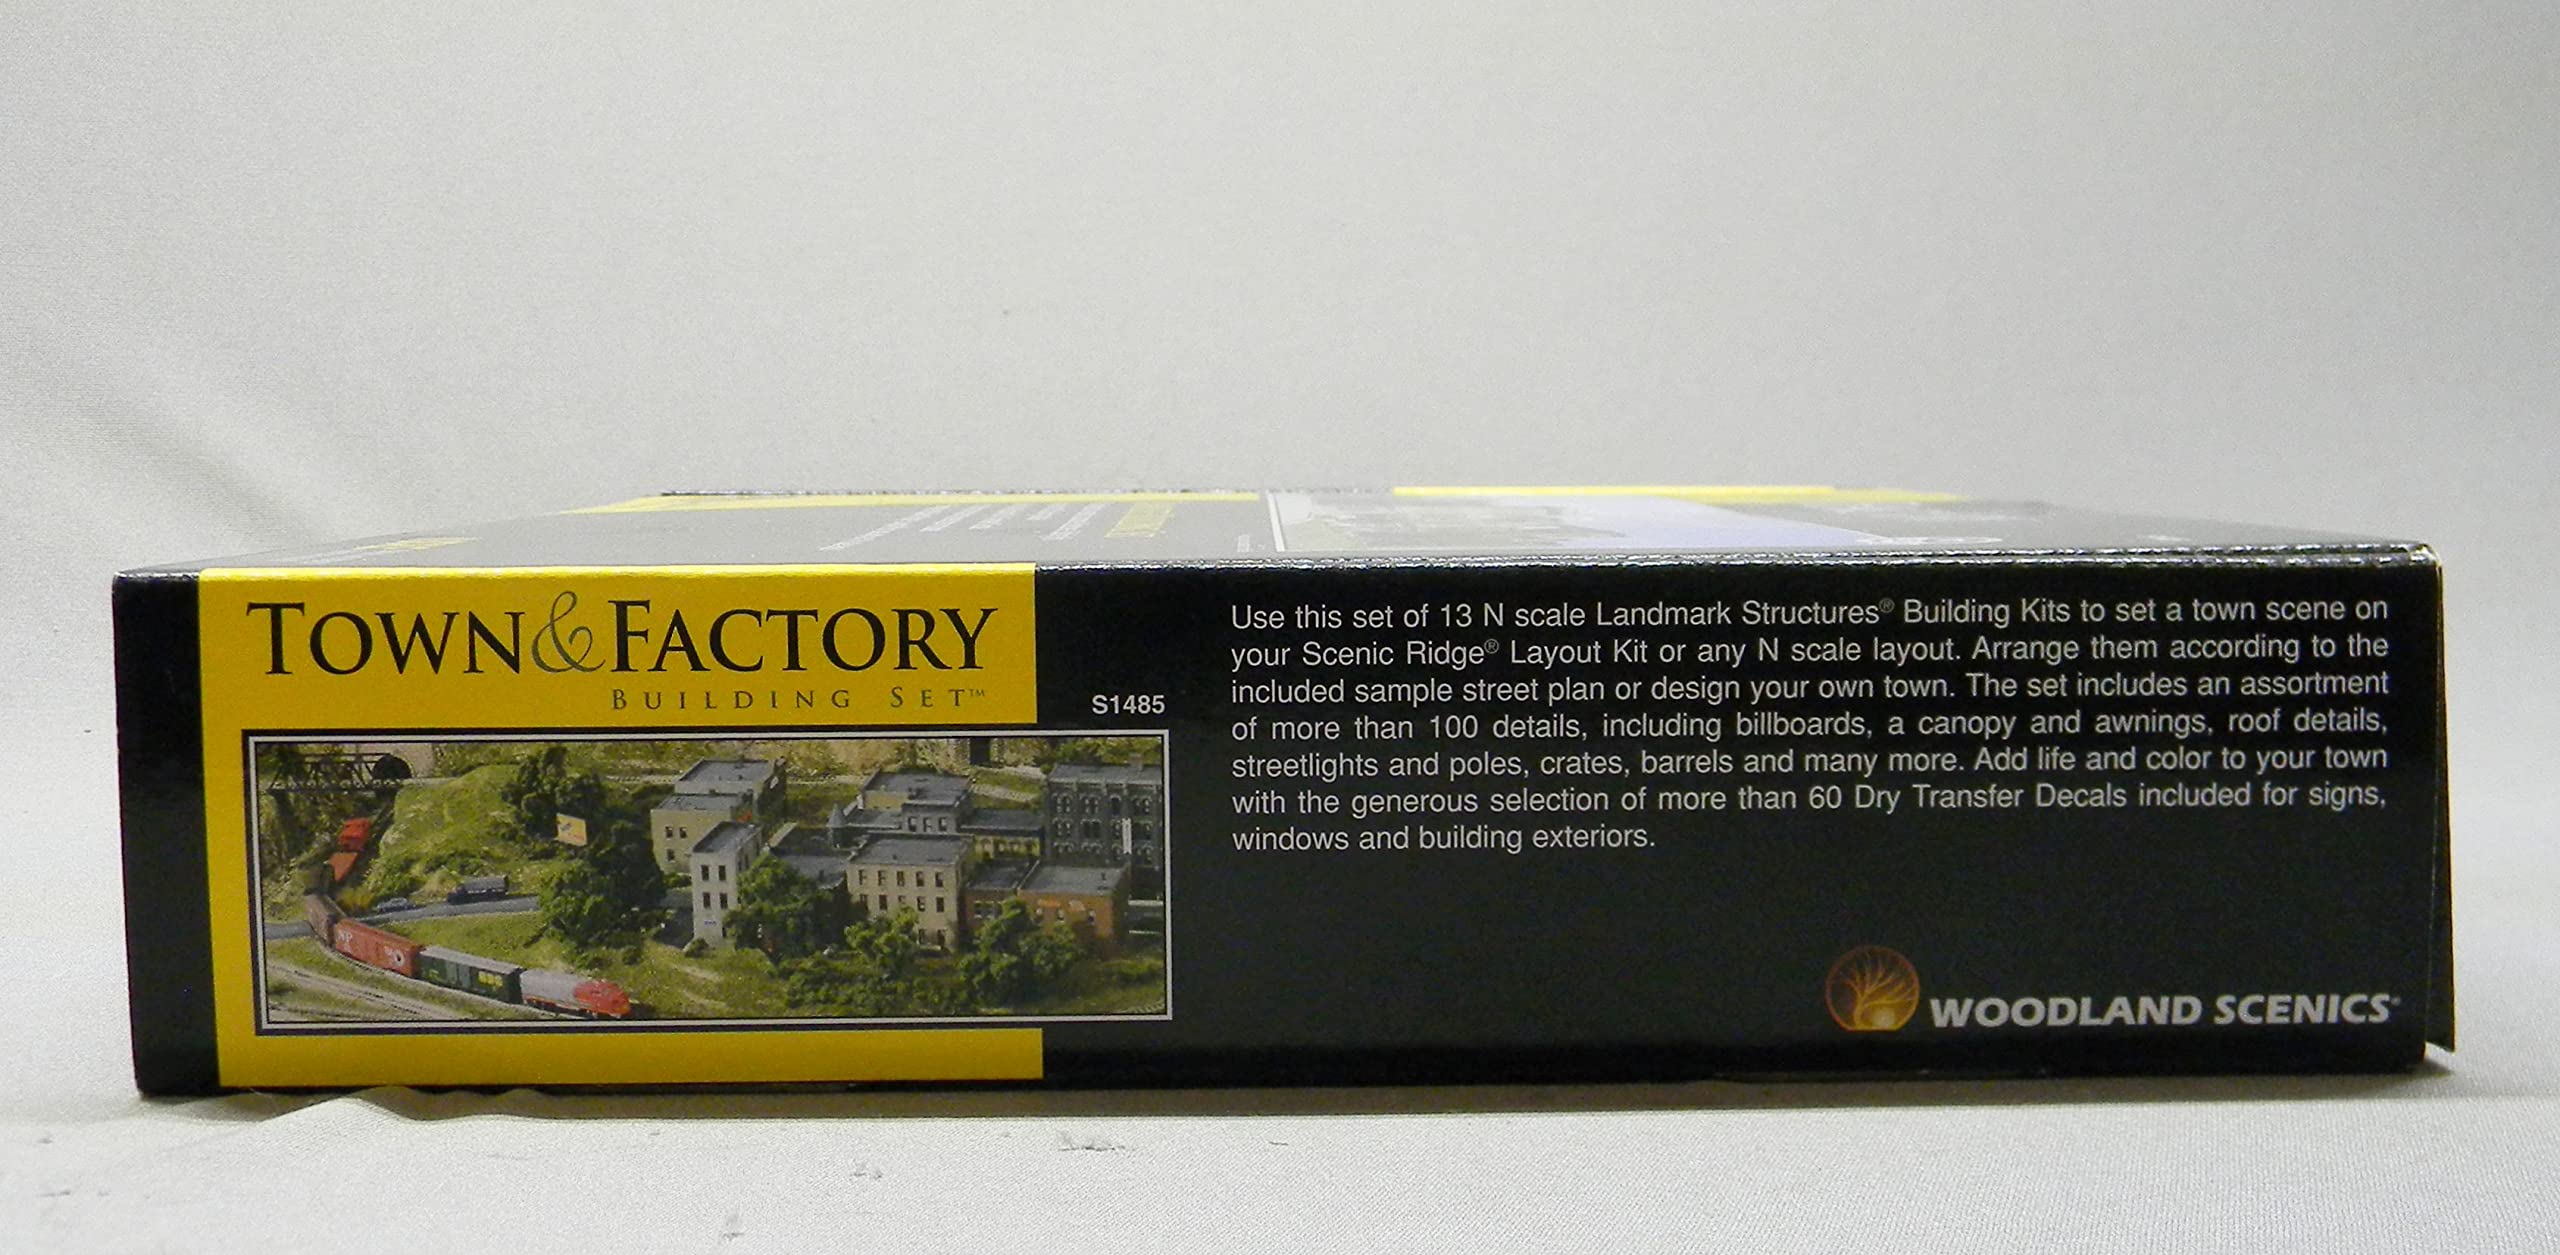 TOWN & FACTORY
BUILDING SET™
S1485
Use this set of 13 N scale Landmark Structures® Building Kits to set a town scene on
your Scenic Ridge® Layout Kit or any N scale layout. Arrange them according to the
included sample street plan or design your own town. The set includes an assortment
of more than 100 details, including billboards, a canopy and awnings, roof details,
streetlights and poles, crates, barrels and many more. Add life and color to your town
with the generous selection of more than 60 Dry Transfer Decals included for signs,
windows and building exteriors.
WOODLAND SCENICS®